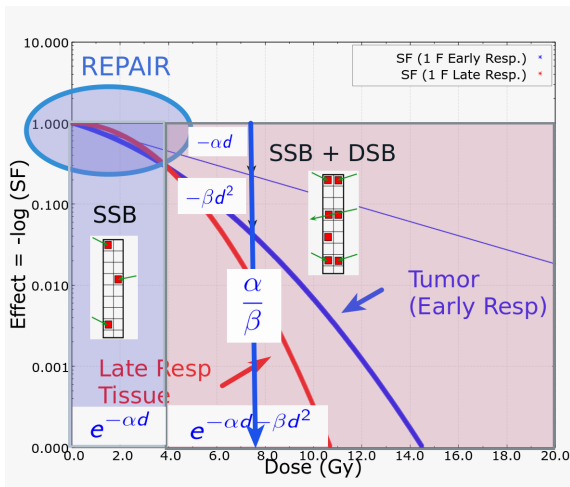 10.000
SF (1 F Early Resp.)
SF (1 F Late Resp.)
REPAIR
1.000
-αd
SSB + DSB
-βd²
0.100
SSB
α/β
Tumor
(Early Resp)
0.010
0.001
Late Resp
Tissue
e^{-αd}
e^{-αd-βd²}
0.000
0.0 2.0 4.0 6.0 8.0 10.0 12.0 14.0 16.0 18.0 20.0
Dose (Gy)
Effect = -log (SF)